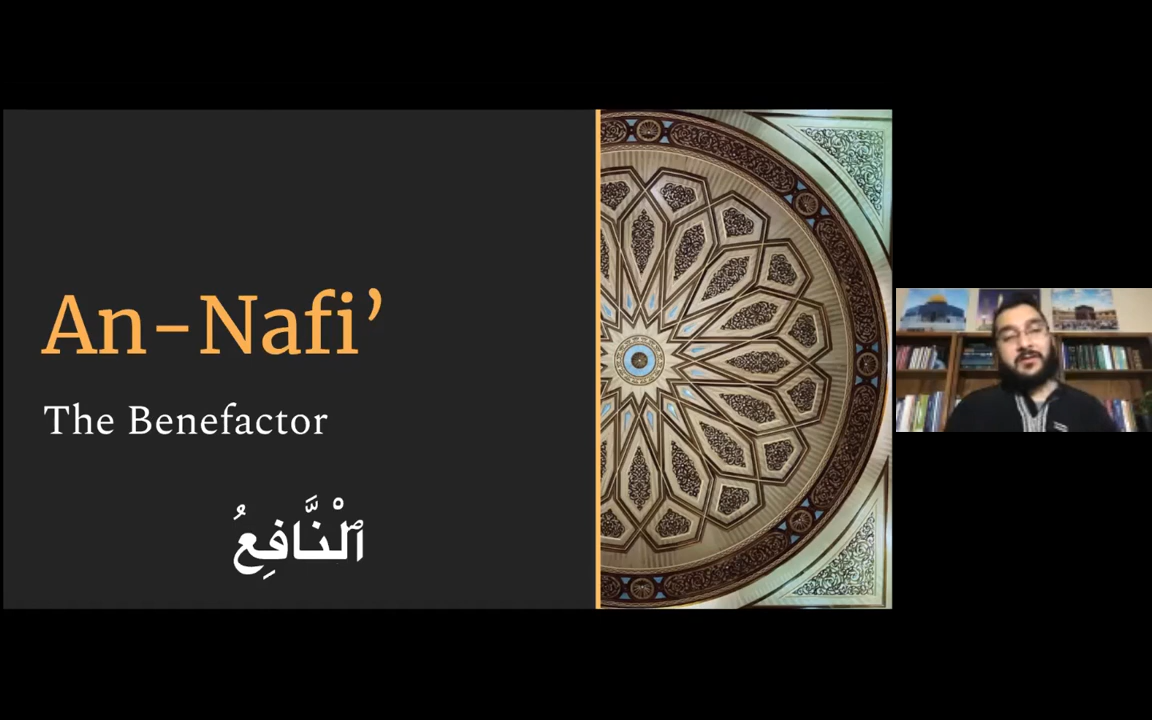 An-Nafi’
The Benefactor
ٱلْنَّافِعُ